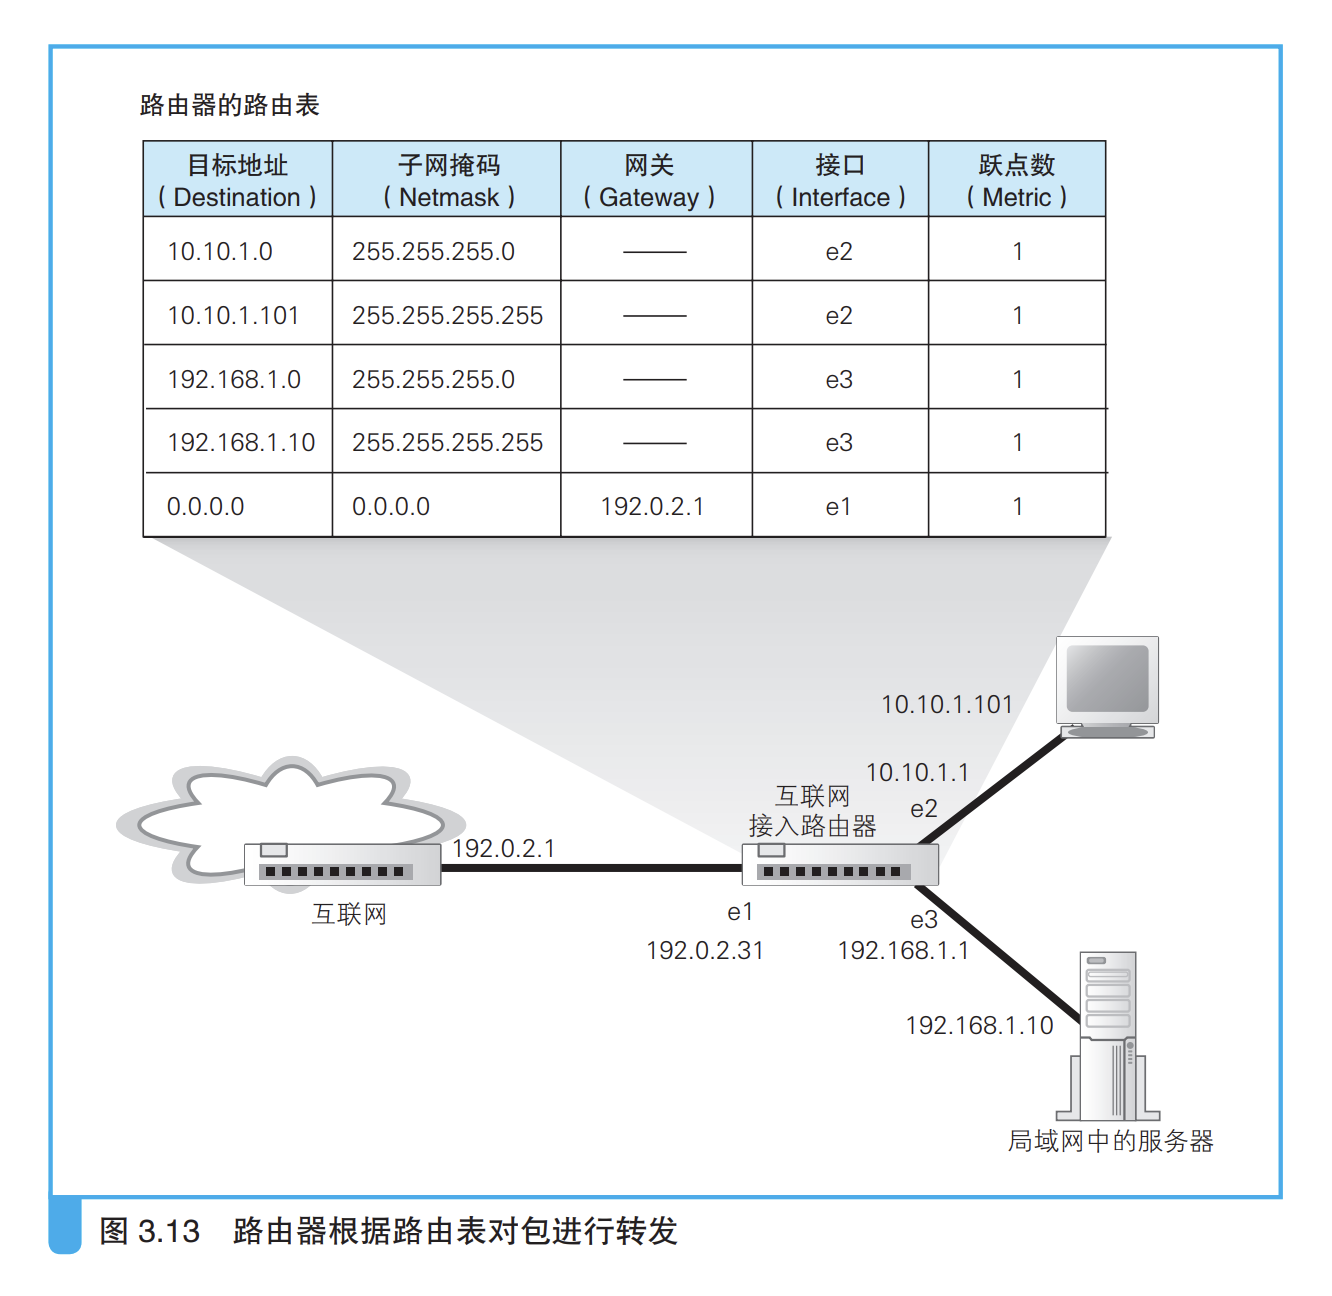 路由器的路由表
目标地址 子网掩码 网关 接口 跃点数
（Destination） （Netmask） （Gateway） （Interface） （Metric）
10.10.1.0 255.255.255.0 —— e2 1
10.10.1.101 255.255.255.255 —— e2 1
192.168.1.0 255.255.255.0 —— e3 1
192.168.1.10 255.255.255.255 —— e3 1
0.0.0.0 0.0.0.0 192.0.2.1 e1 1
10.10.1.101
10.10.1.1
互联网
接入路由器
e2
192.0.2.1
互联网
e1
192.0.2.31
e3
192.168.1.1
192.168.1.10
局域网中的服务器
图 3.13 路由器根据路由表对包进行转发